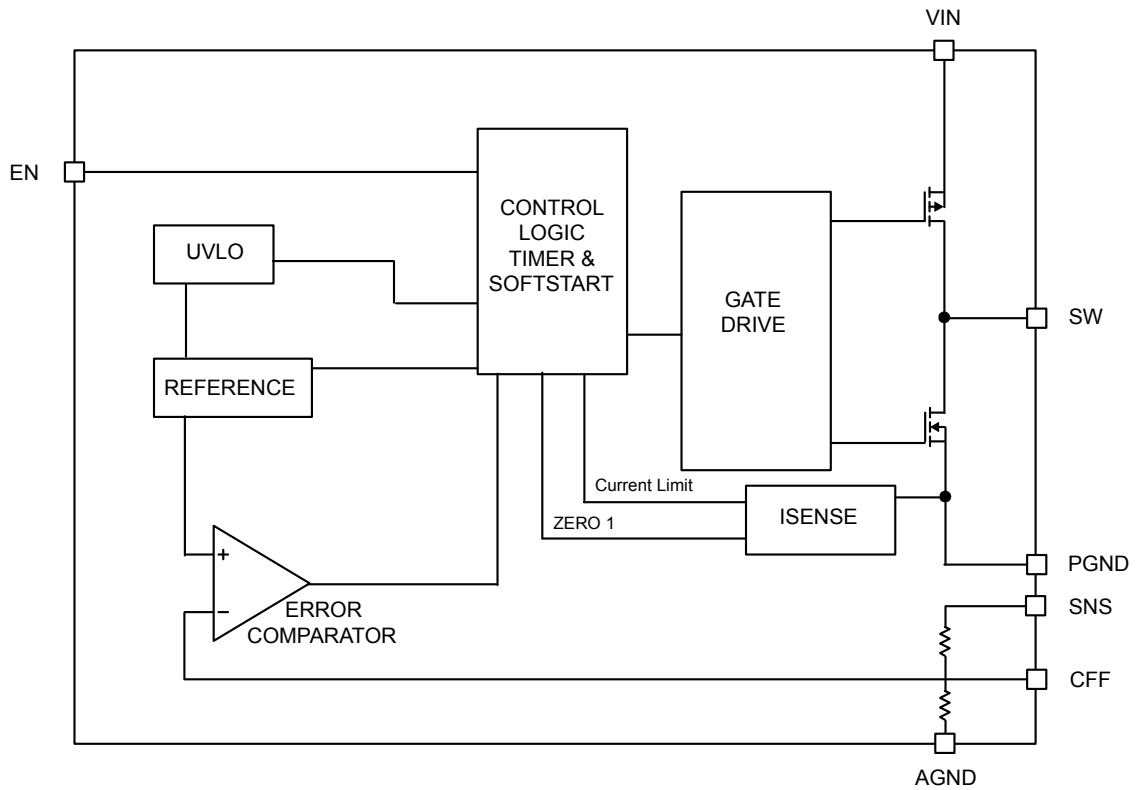 VIN
EN
CONTROL
LOGIC
TIMER &
SOFTSTART
UVLO
GATE
DRIVE
SW
REFERENCE
Current Limit
ISENSE
ZERO 1
+
−
ERROR
COMPARATOR
PGND
SNS
CFF
AGND